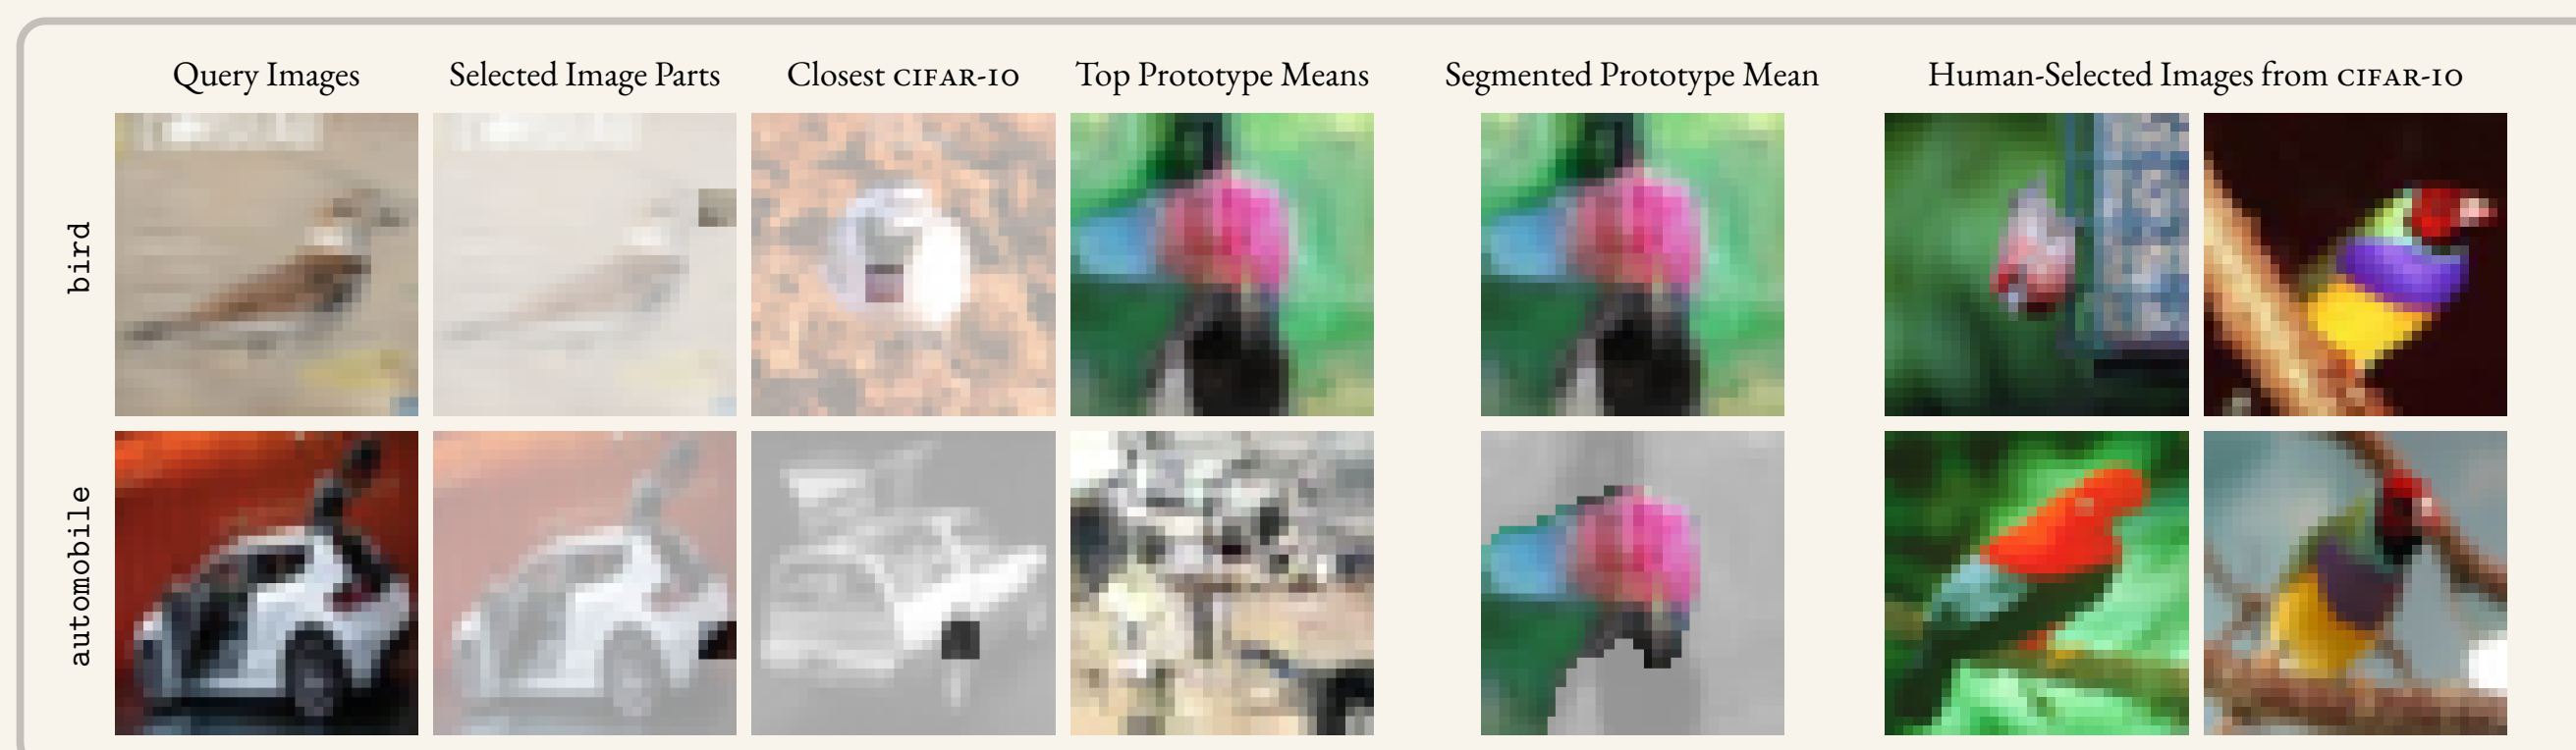 Query Images
Selected Image Parts
Closest CIFAR-10
Top Prototype Means
Segmented Prototype Mean
Human-Selected Images from CIFAR-10
bird
automobile